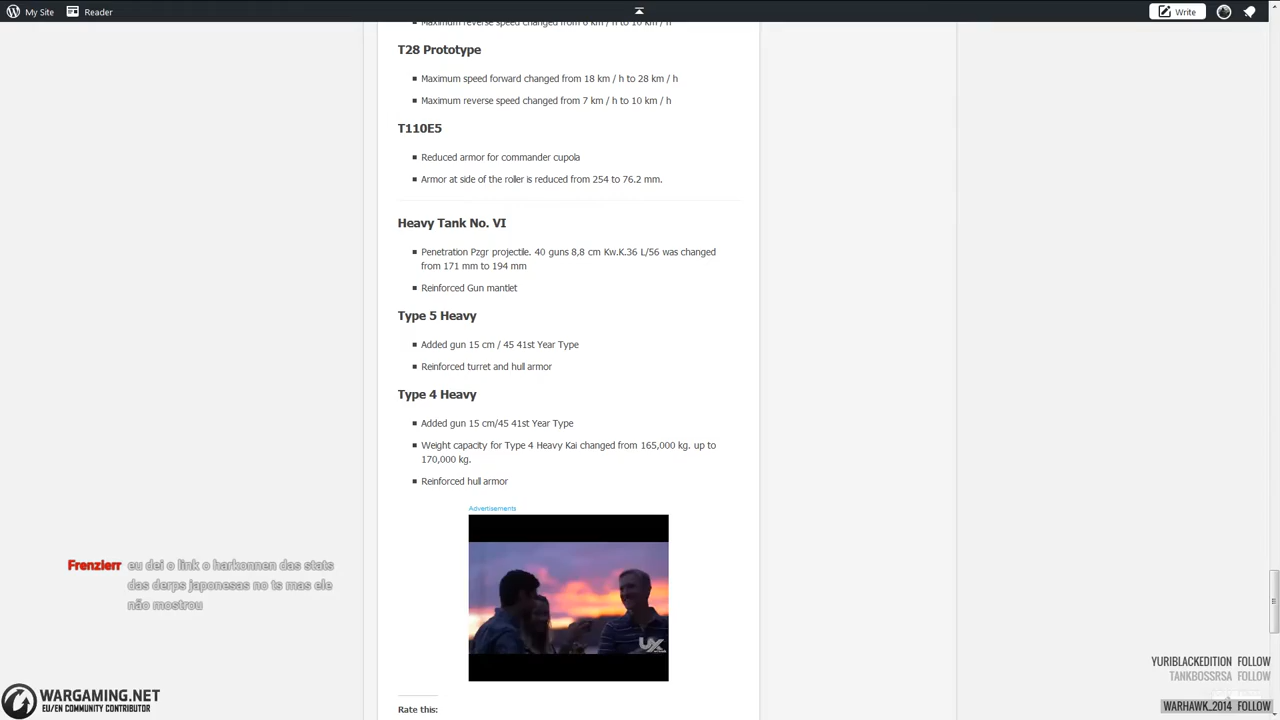 My Site
Reader
Write
Maximum reverse speed changed from 6 km / h to 10 km / h
T28 Prototype
Maximum speed forward changed from 18 km / h to 28 km / h
Maximum reverse speed changed from 7 km / h to 10 km / h
T110E5
Reduced armor for commander cupola
Armor at side of the roller is reduced from 254 to 76.2 mm.
Heavy Tank No. VI
Penetration Pzgr projectile. 40 guns 8,8 cm Kw.K.36 L/56 was changed
from 171 mm to 194 mm
Reinforced Gun mantlet
Type 5 Heavy
Added gun 15 cm / 45 41st Year Type
Reinforced turret and hull armor
Type 4 Heavy
Added gun 15 cm/45 41st Year Type
Weight capacity for Type 4 Heavy Kai changed from 165,000 kg. up to
170,000 kg.
Reinforced hull armor
Advertisements
UX
Rate this:
Frenzlerr eu dei o link o harkonnen das stats
das derps japonesas no ts mas ele
não mostrou
WARGAMING.NET
EU/EN COMMUNITY CONTRIBUTOR
YURIBLACKEDITION FOLLOW
TANKBOSSRSA FOLLOW
WARHAWK_2014 FOLLOW